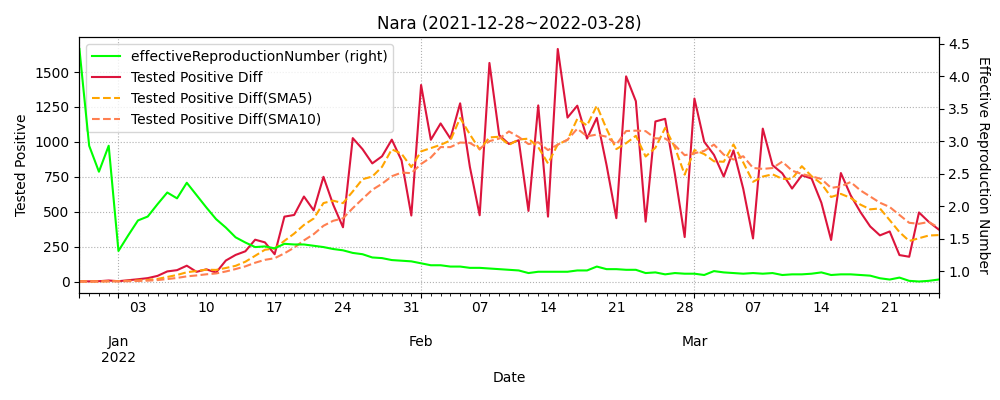 Nara (2021-12-28~2022-03-28)
effectiveReproductionNumber (right)
Tested Positive Diff
Tested Positive Diff(SMA5)
Tested Positive Diff(SMA10)
Tested Positive
1500
1250
1000
750
500
250
0
4.5
4.0
3.5
3.0
2.5
2.0
1.5
1.0
Effective Reproduction Number
03 10 17 24 31 07 14 21 28 07 14 21
Jan Feb Mar
2022
Date